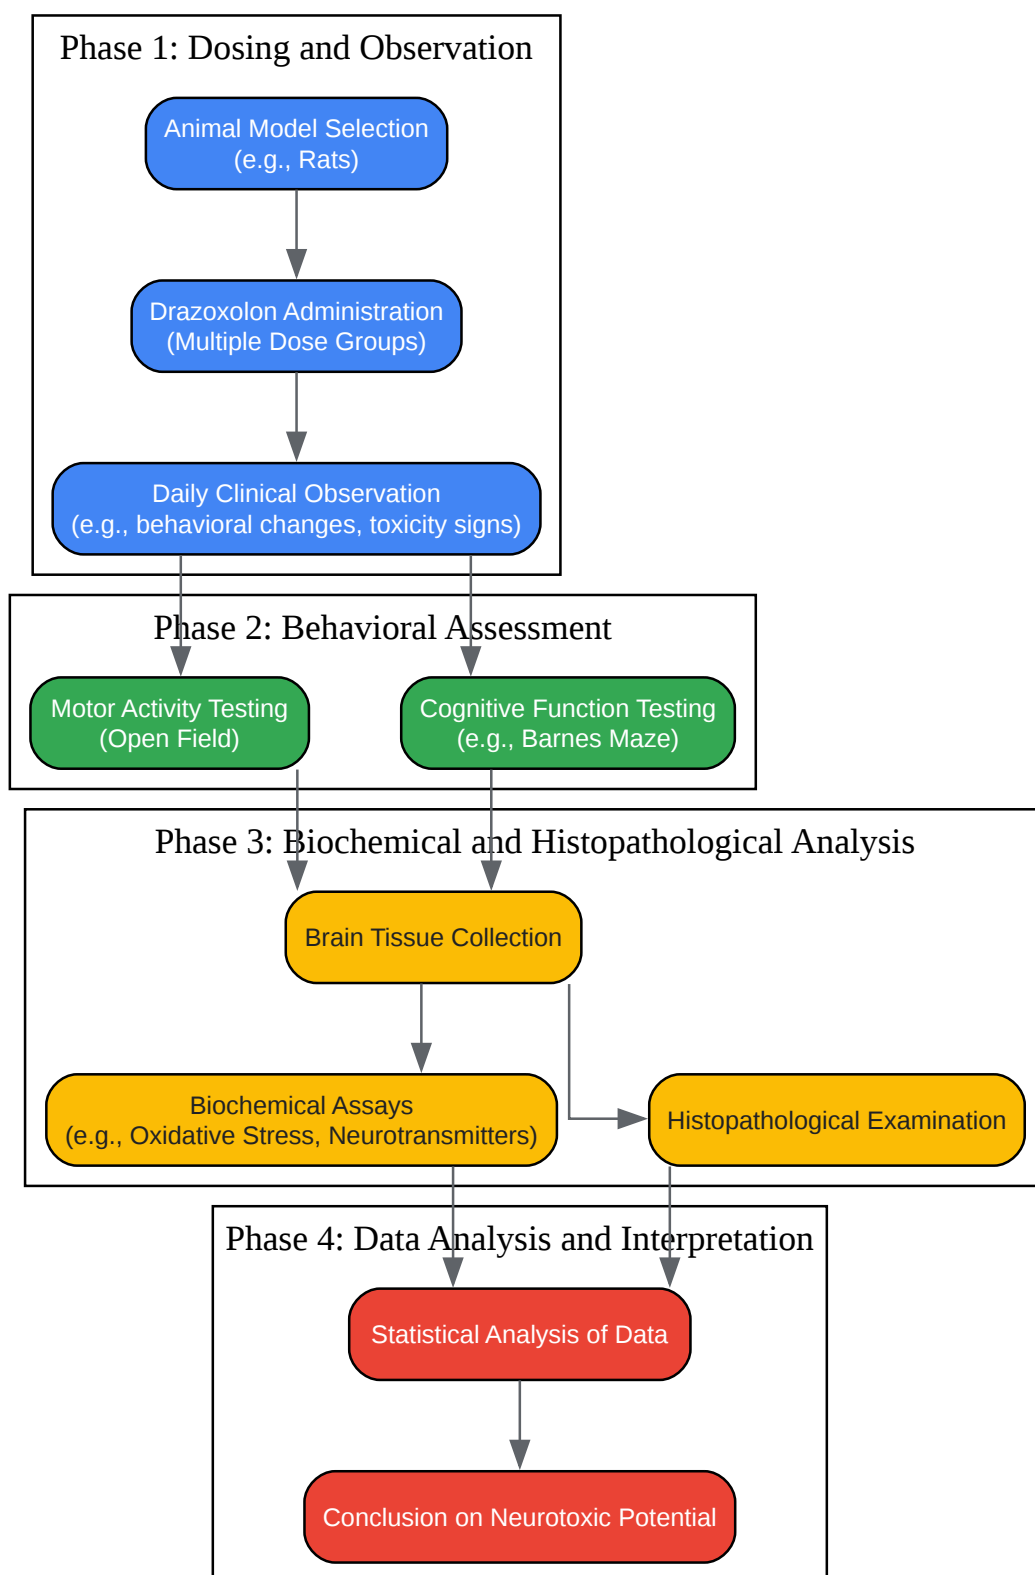 Phase 1: Dosing and Observation
Animal Model Selection
(e.g., Rats)
Drazoxolon Administration
(Multiple Dose Groups)
Daily Clinical Observation
(e.g., behavioral changes, toxicity signs)
Phase 2: Behavioral Assessment
Motor Activity Testing
(Open Field)
Cognitive Function Testing
(e.g., Barnes Maze)
Phase 3: Biochemical and Histopathological Analysis
Brain Tissue Collection
Biochemical Assays
(e.g., Oxidative Stress, Neurotransmitters)
Histopathological Examination
Phase 4: Data Analysis and Interpretation
Statistical Analysis of Data
Conclusion on Neurotoxic Potential